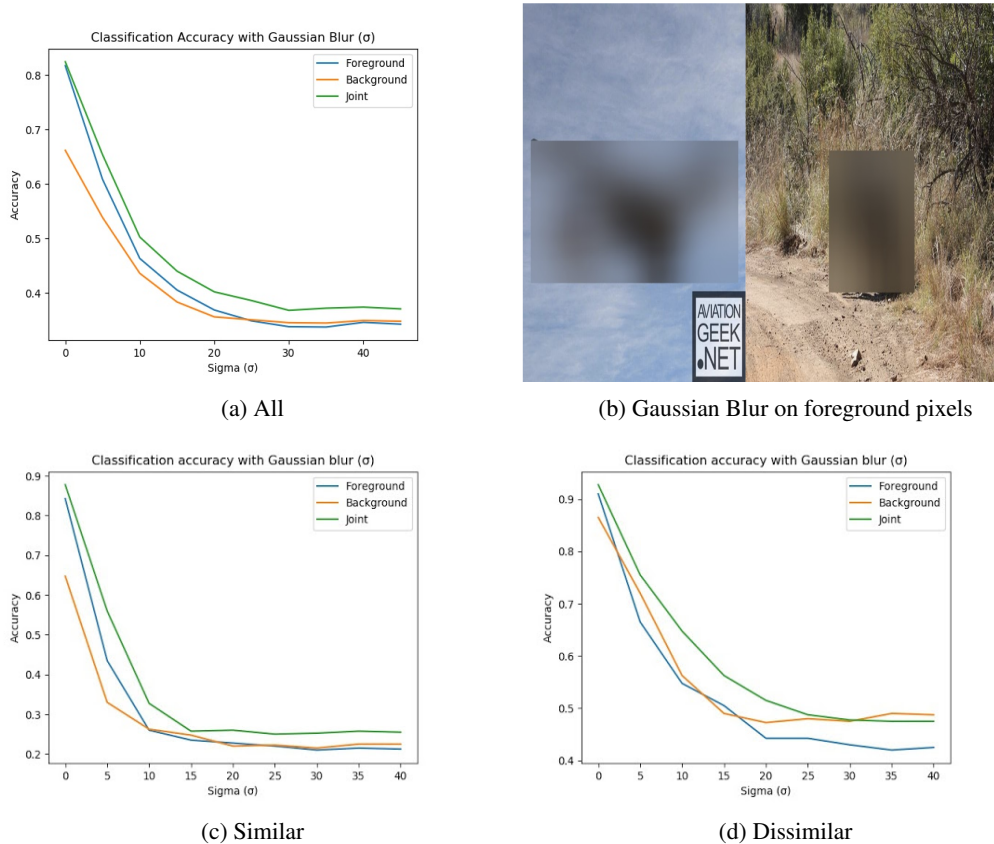 Classification Accuracy with Gaussian Blur (σ)
Foreground
Background
Joint
Accuracy
0.8
0.7
0.6
0.5
0.4
0 10 20 30 40
Sigma (σ)
(a) All
AVIATION
GEEK
.NET
(b) Gaussian Blur on foreground pixels
Classification accuracy with Gaussian blur (σ)
Foreground
Background
Joint
Accuracy
0.9
0.8
0.7
0.6
0.5
0.4
0.3
0.2
0 5 10 15 20 25 30 35 40
Sigma (σ)
(c) Similar
Classification accuracy with Gaussian blur (σ)
Foreground
Background
Joint
Accuracy
0.9
0.8
0.7
0.6
0.5
0.4
0 5 10 15 20 25 30 35 40
Sigma (σ)
(d) Dissimilar